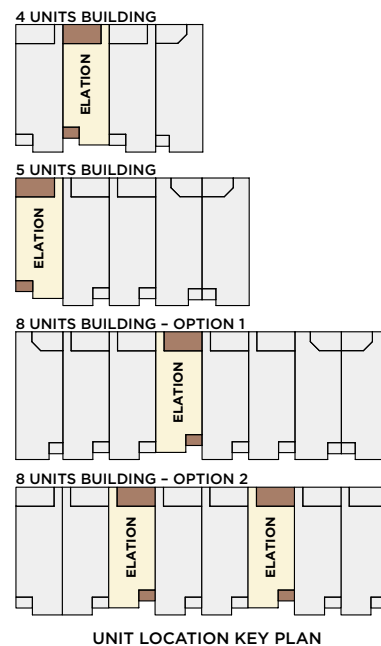 4 UNITS BUILDING
ELATION
5 UNITS BUILDING
ELATION
8 UNITS BUILDING – OPTION 1
ELATION
8 UNITS BUILDING – OPTION 2
ELATION
ELATION
UNIT LOCATION KEY PLAN